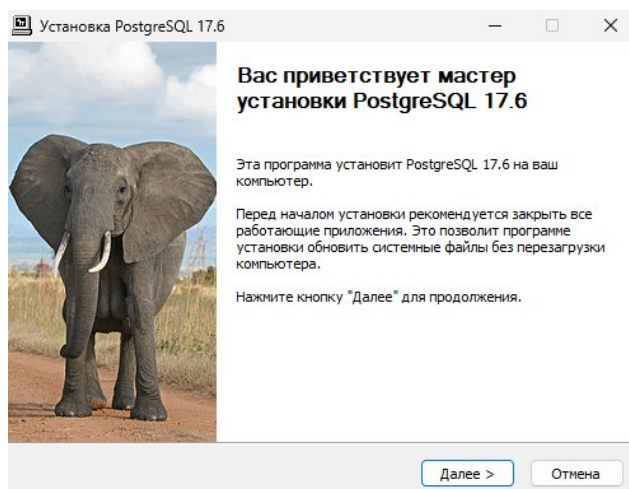 Установка PostgreSQL 17.6
Вас приветствует мастер
установки PostgreSQL 17.6
Эта программа установит PostgreSQL 17.6 на ваш
компьютер.
Перед началом установки рекомендуется закрыть все
работающие приложения. Это позволит программе
установки обновить системные файлы без перезагрузки
компьютера.
Нажмите кнопку "Далее" для продолжения.
Далее >
Отмена